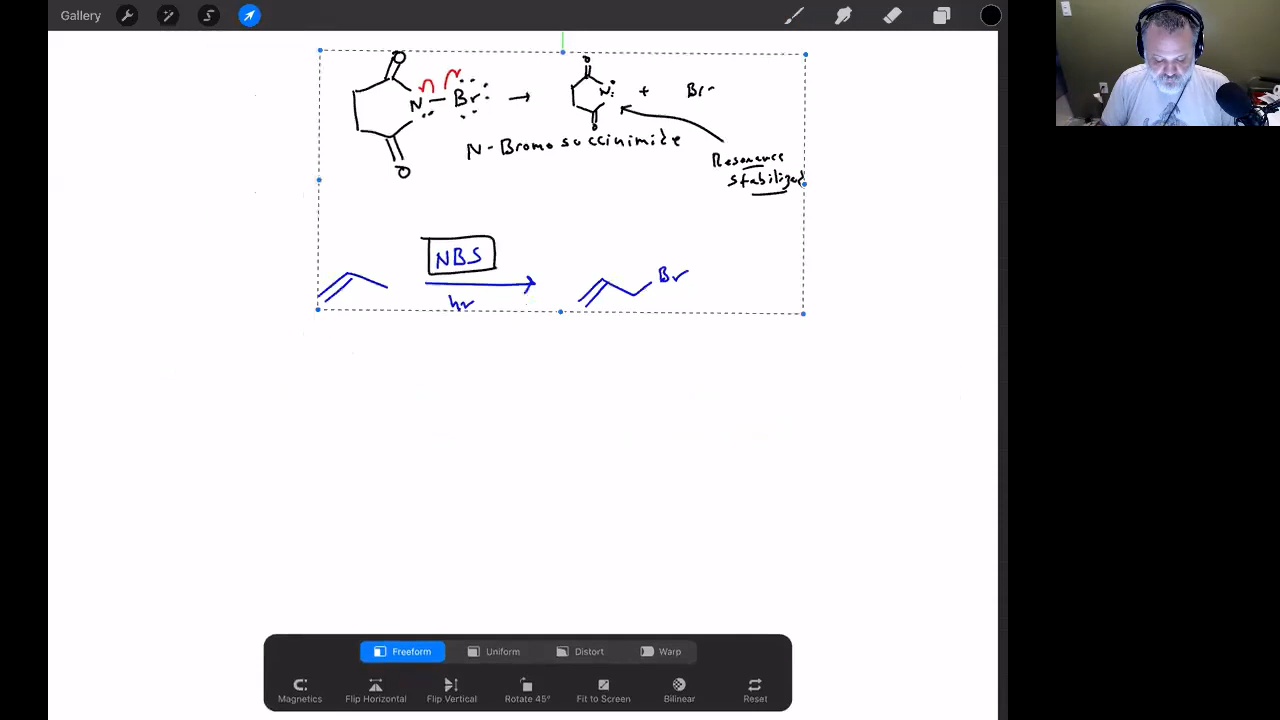 Gallery
O
N - Br: → N: + Br·
O
O
O
N-Bromosuccinimide
Resonance
stabilized
NBS
hν
Br
Freeform Uniform Distort Warp
Magnetics Flip Horizontal Flip Vertical Rotate 45° Fit to Screen Bilinear Reset